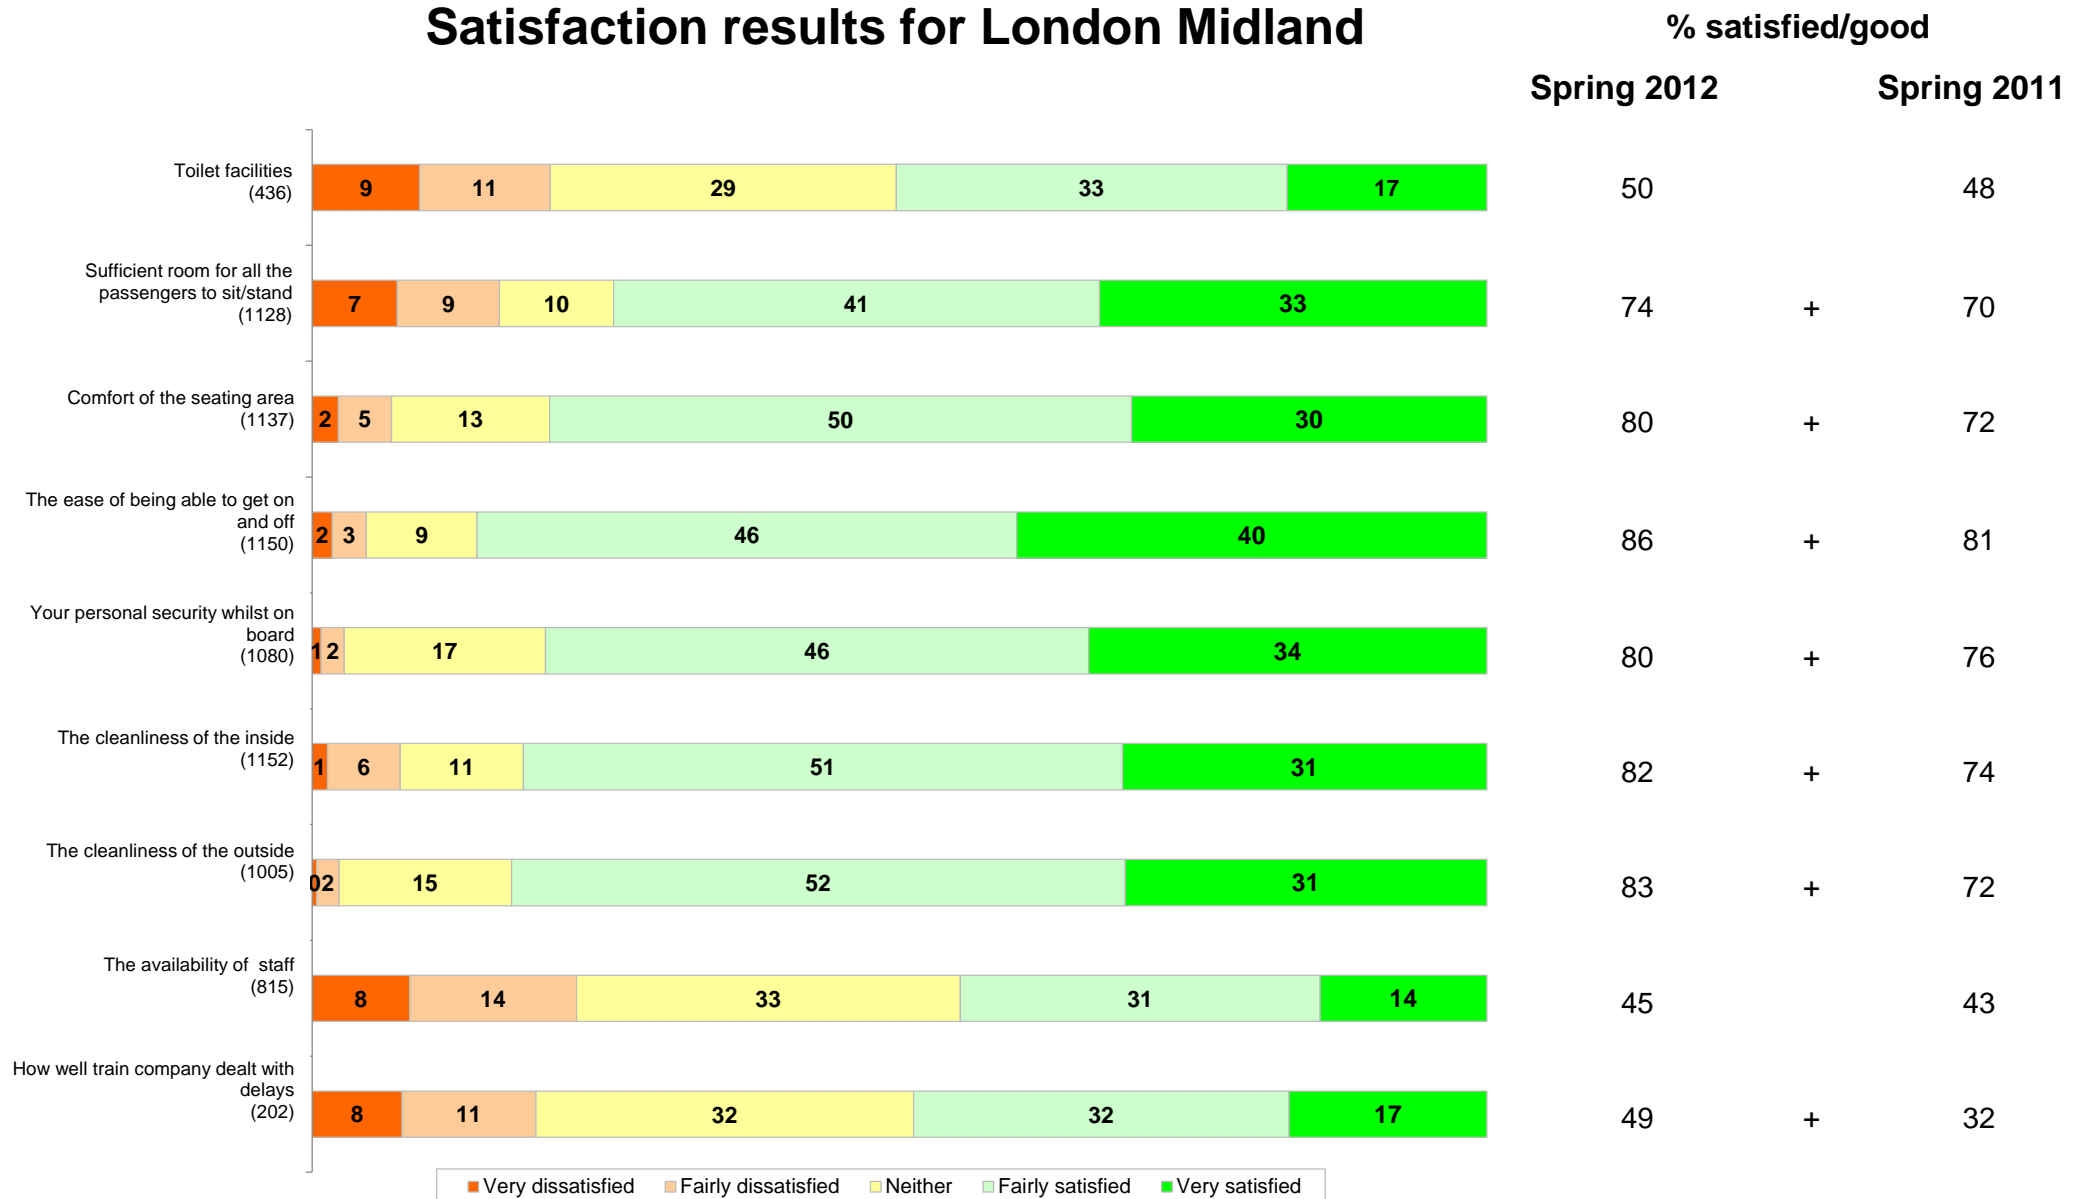 Satisfaction results for London Midland
% satisfied/good
Spring 2012 Spring 2011
Toilet facilities
(436)
9 11 29 33 17 50 48
Sufficient room for all the
passengers to sit/stand
(1128)
7 9 10 41 33 74 + 70
Comfort of the seating area
(1137)
2 5 13 50 30 80 + 72
The ease of being able to get on
and off
(1150)
2 3 9 46 40 86 + 81
Your personal security whilst on
board
(1080)
1 2 17 46 34 80 + 76
The cleanliness of the inside
(1152)
1 6 11 51 31 82 + 74
The cleanliness of the outside
(1005)
0 2 15 52 31 83 + 72
The availability of  staff
(815)
8 14 33 31 14 45 43
How well train company dealt with
delays
(202)
8 11 32 32 17 49 + 32
Very dissatisfied Fairly dissatisfied Neither Fairly satisfied Very satisfied